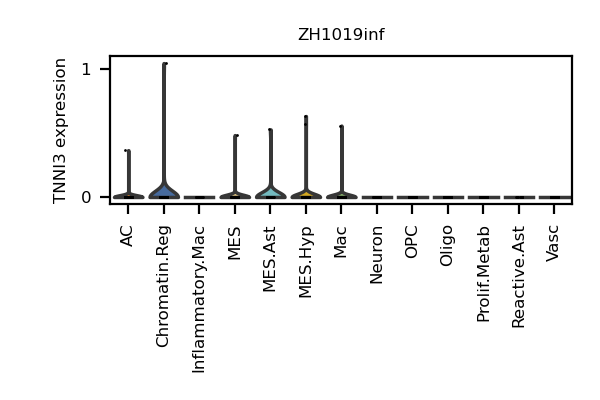 ZH1019inf
TNNI3 expression
1
0
AC
Chromatin.Reg
Inflammatory.Mac
MES
MES.Ast
MES.Hyp
Mac
Neuron
OPC
Oligo
Prolif.Metab
Reactive.Ast
Vasc